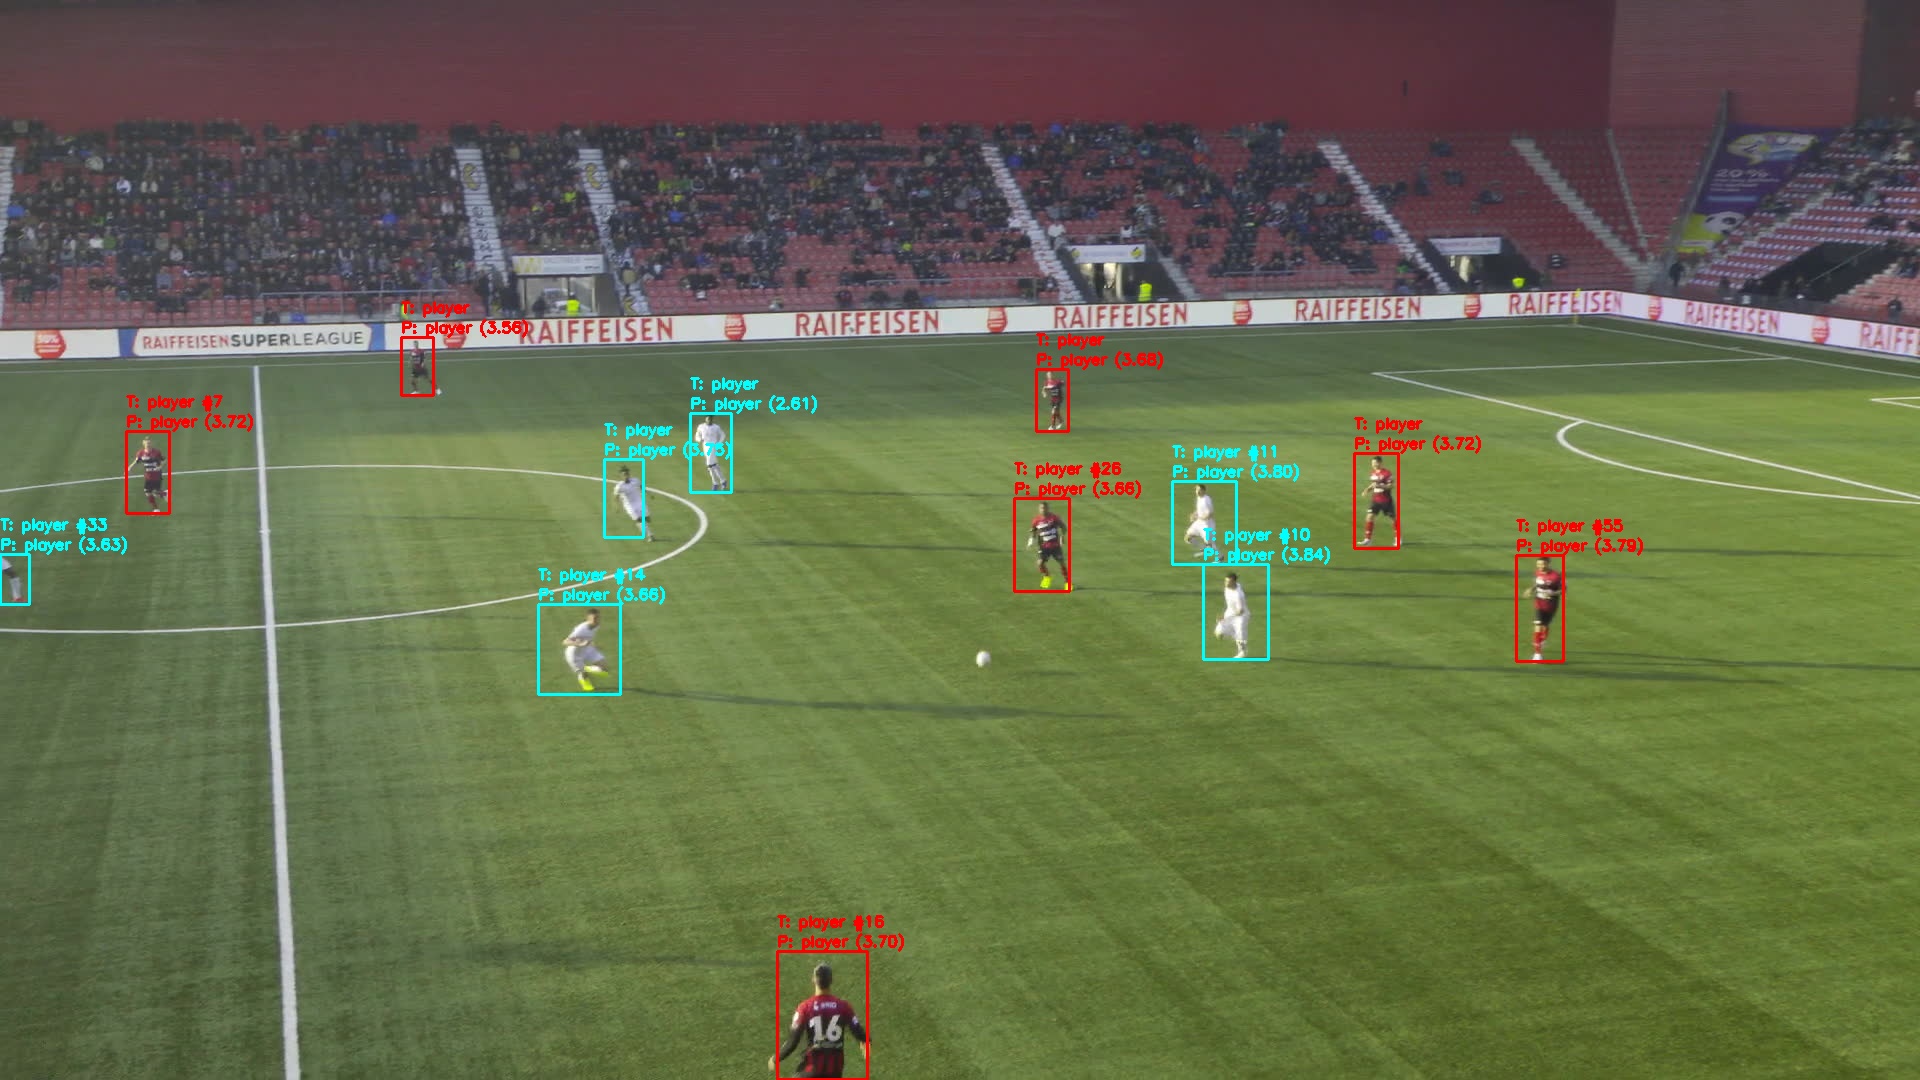 20%
RAIFFEISEN
RAIFFEISEN
RAIFFEISEN
RAIFFEISEN
RAIFFEISEN
RAIFFEISEN
RAIFFEISEN
RAIFFEISENSUPERLEAGUE
T: player
P: player (3.56)
T: player
P: player (3.68)
T: player
P: player (2.61)
T: player #7
P: player (3.72)
T: player
P: player (3.75)
T: player
P: player (3.72)
T: player #11
P: player (3.80)
T: player #26
P: player (3.66)
T: player #33
P: player (3.63)
T: player #10
P: player (3.84)
T: player #55
P: player (3.79)
T: player #14
P: player (3.66)
T: player #16
P: player (3.70)
16